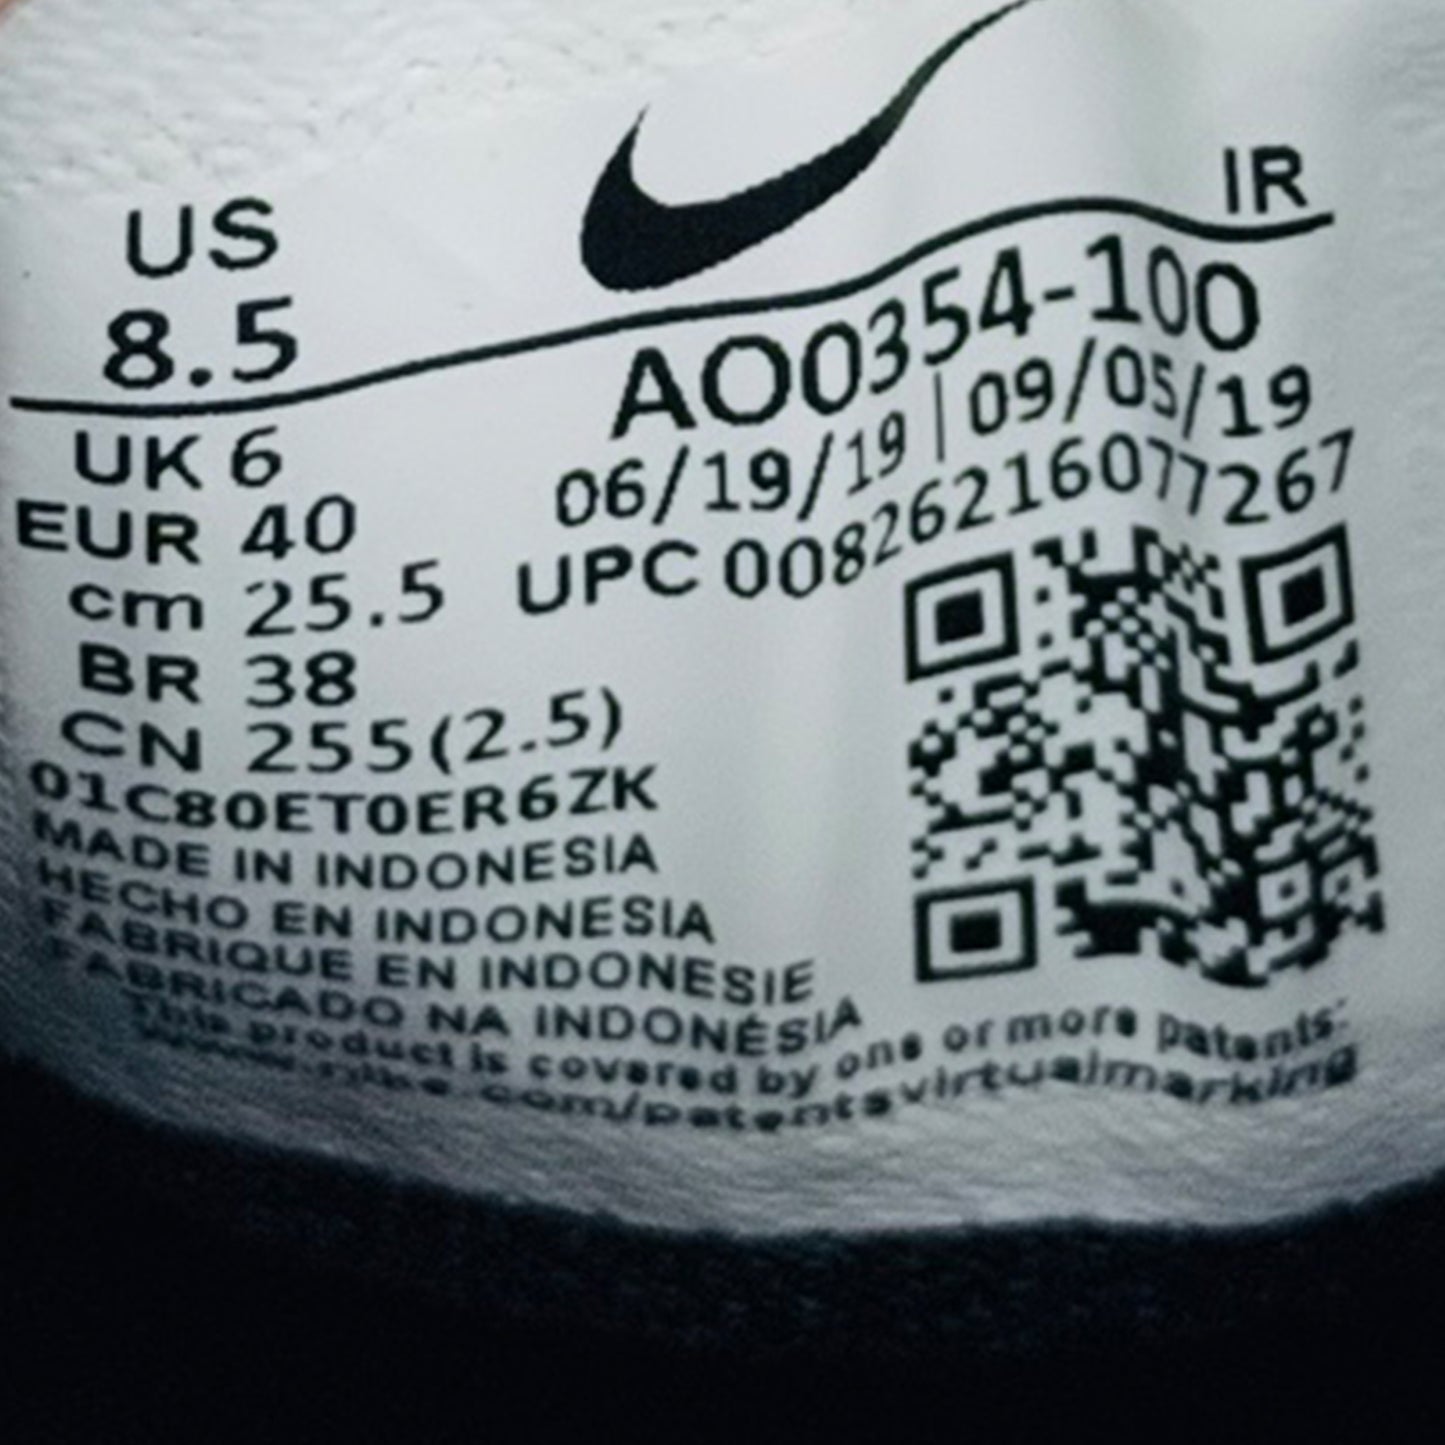 IR
US
8.5
AO0354-100
06/19/19 | 09/05/19
UPC 00826216077267
UK 6
EUR 40
cm 25.5
BR 38
CN 255(2.5)
01C80ET0ER6ZK
MADE IN INDONESIA
HECHO EN INDONESIA
FABRIQUE EN INDONESIE
FABRICADO NA INDONÉSIA
This product is covered by one or more patents:
www.nike.com/patentsvirtualmarking